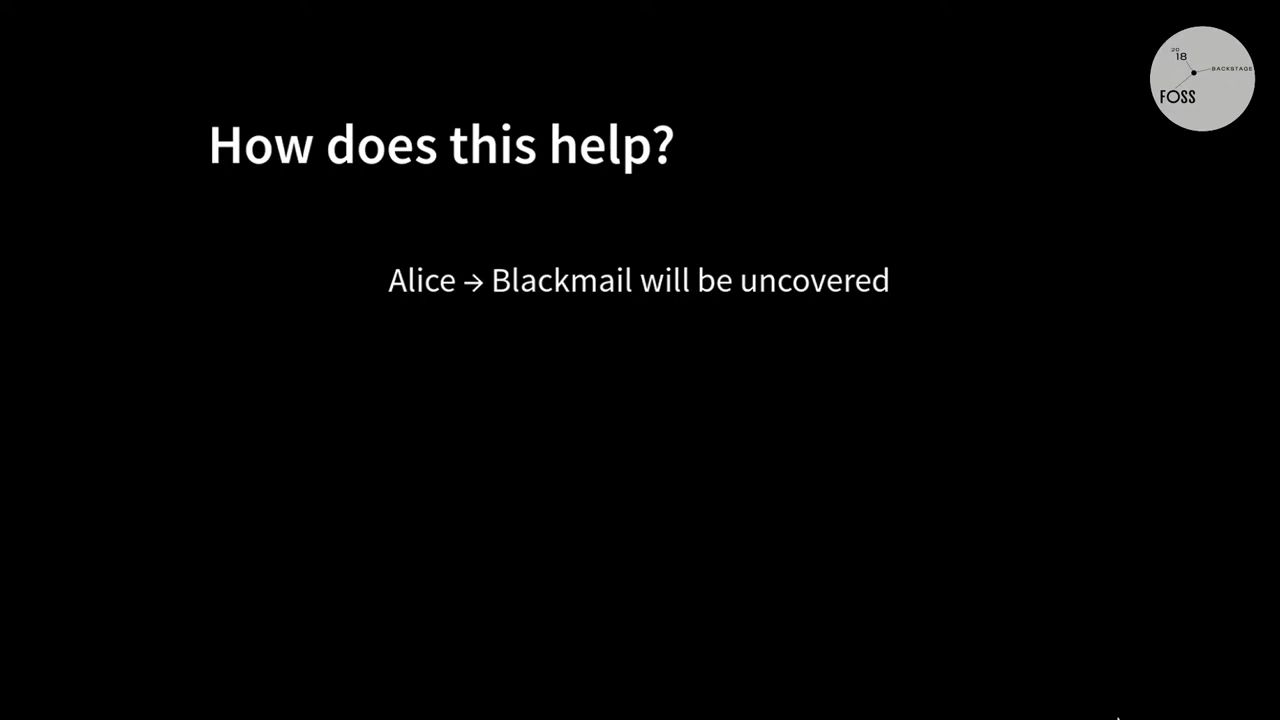 20
18
BACKSTAGE
FOSS
How does this help?
Alice → Blackmail will be uncovered